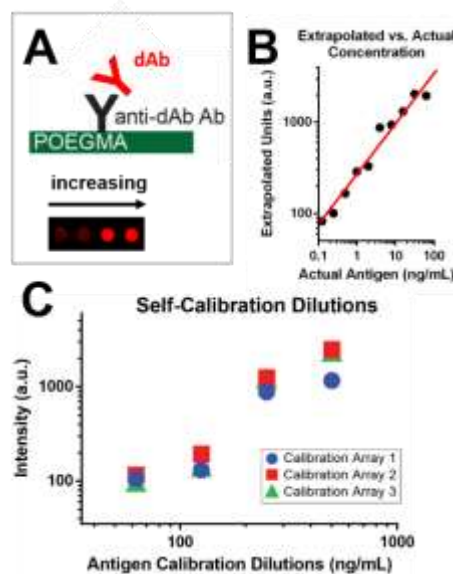 A
dAb
anti-dAb Ab
POEGMA
increasing
B
Extrapolated vs. Actual
Concentration
Extrapolated Units (a.u.)
1000
100
0.1
1
10
100
Actual Antigen (ng/mL)
C
Self-Calibration Dilutions
Intensity (a.u.)
1000
100
Calibration Array 1
Calibration Array 2
Calibration Array 3
100
1000
Antigen Calibration Dilutions (ng/mL)